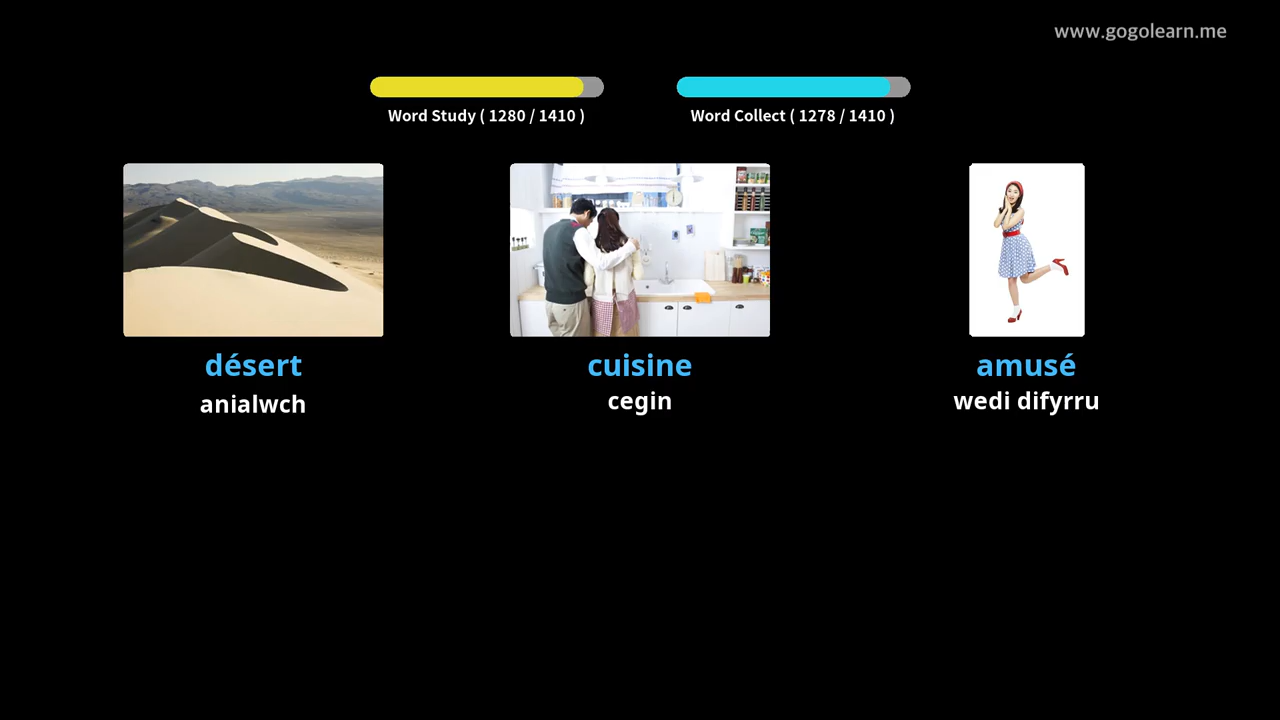 www.gogolearn.me
Word Study ( 1280 / 1410 )
Word Collect ( 1278 / 1410 )
désert
cuisine
amusé
anialwch
cegin
wedi difyrru